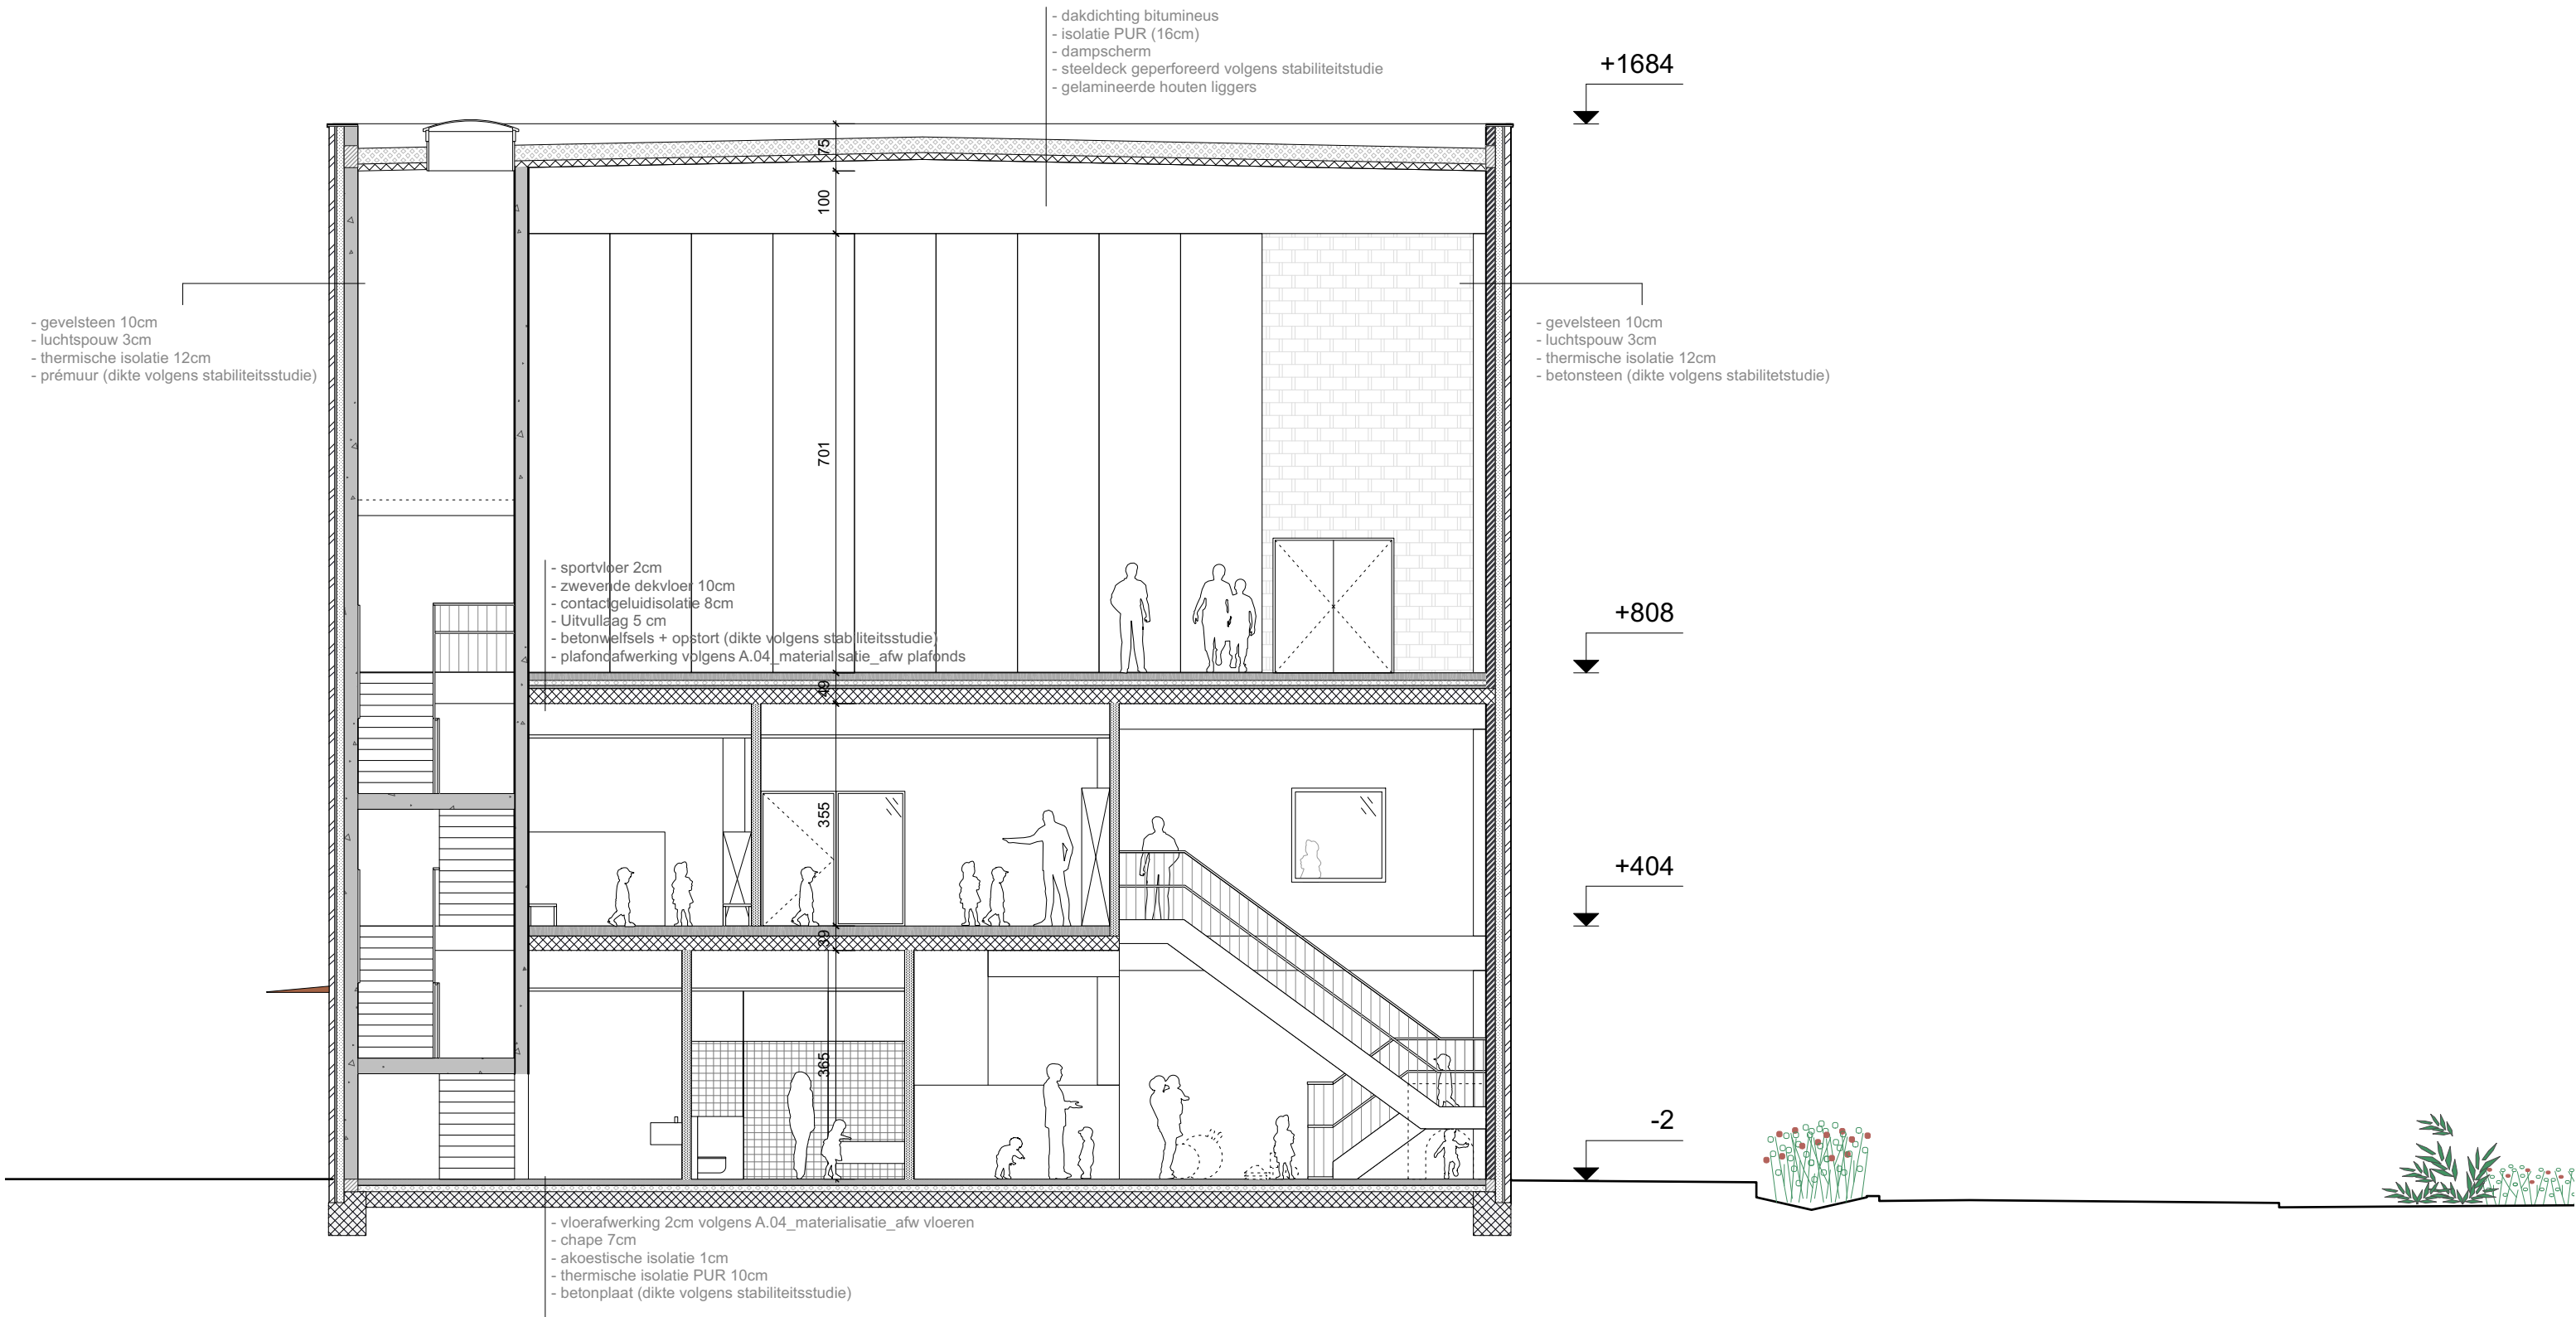 - dakdichting bitumineus
- isolatie PUR (16cm)
- dampscherm
- steeldeck geperforeerd volgens stabiliteitstudie
- gelamineerde houten liggers
+1684
75
100
- gevelsteen 10cm
- luchtspouw 3cm
- thermische isolatie 12cm
- prémuur (dikte volgens stabiliteitsstudie)
- gevelsteen 10cm
- luchtspouw 3cm
- thermische isolatie 12cm
- betonsteen (dikte volgens stabilitetstudie)
701
- sportvloer 2cm
- zwevende dekvloer 10cm
- contactgeluidisolatie 8cm
- Uitvullaag 5 cm
- betonwelfsels + opstort (dikte volgens stabiliteitsstudie)
- plafondafwerking volgens A.04_materialisatie_afw plafonds
+808
49
355
+404
39
365
-2
- vloerafwerking 2cm volgens A.04_materialisatie_afw vloeren
- chape 7cm
- akoestische isolatie 1cm
- thermische isolatie PUR 10cm
- betonplaat (dikte volgens stabiliteitsstudie)